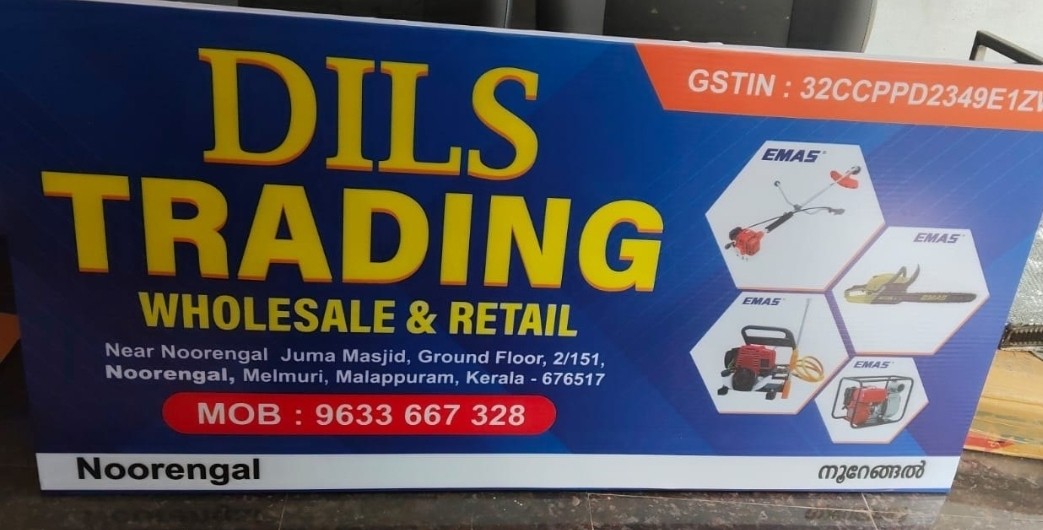 DILS
TRADING
WHOLESALE & RETAIL
Near Noorengal Juma Masjid, Ground Floor, 2/151,
Noorengal, Melmuri, Malappuram, Kerala - 676517
MOB : 9633 667 328
GSTIN : 32CCPPD2349E1ZV
EMAS
EMAS
EMAS
EMAS
EMAS
Noorengal
നൂറേങ്ങൽ